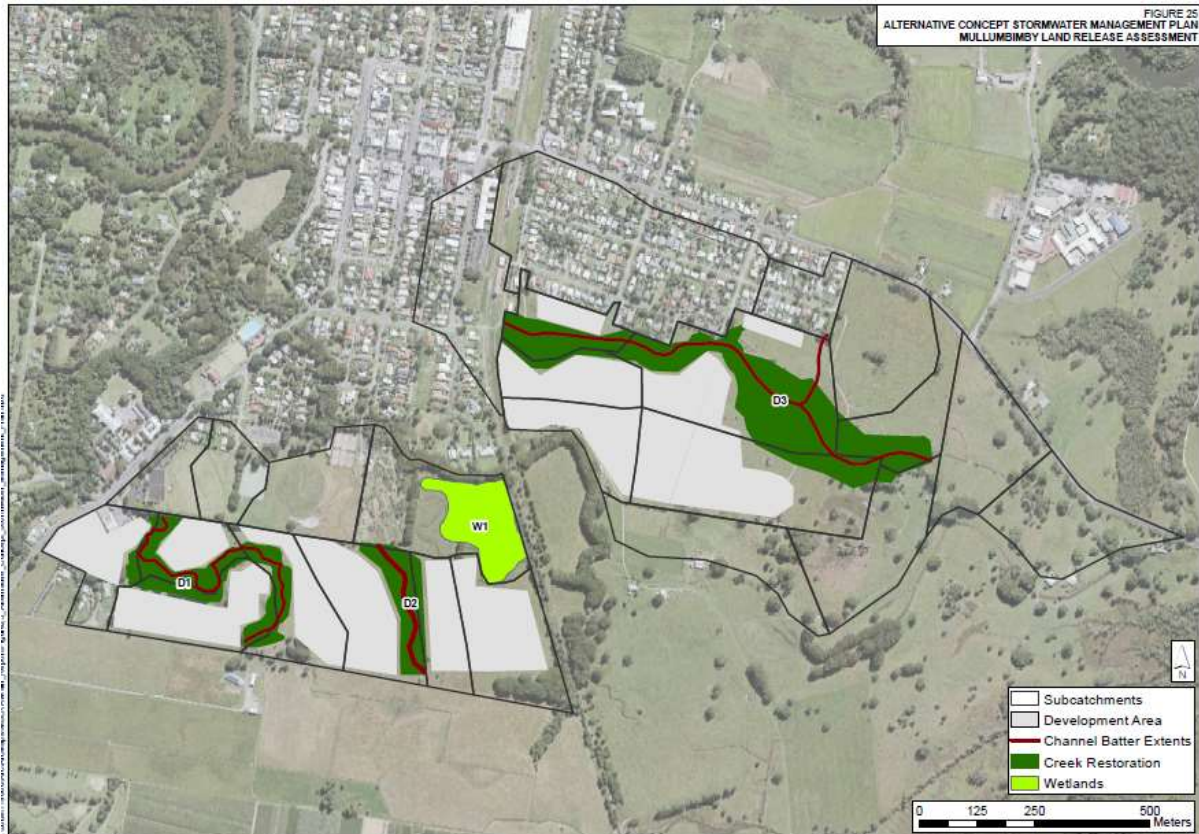 FIGURE 25
ALTERNATIVE CONCEPT STORMWATER MANAGEMENT PLAN
MULLUMBIMBY LAND RELEASE ASSESSMENT
D3
W1
D1
D2
N
Subcatchments
Development Area
Channel Batter Extents
Creek Restoration
Wetlands
0 125 250 500
Meters